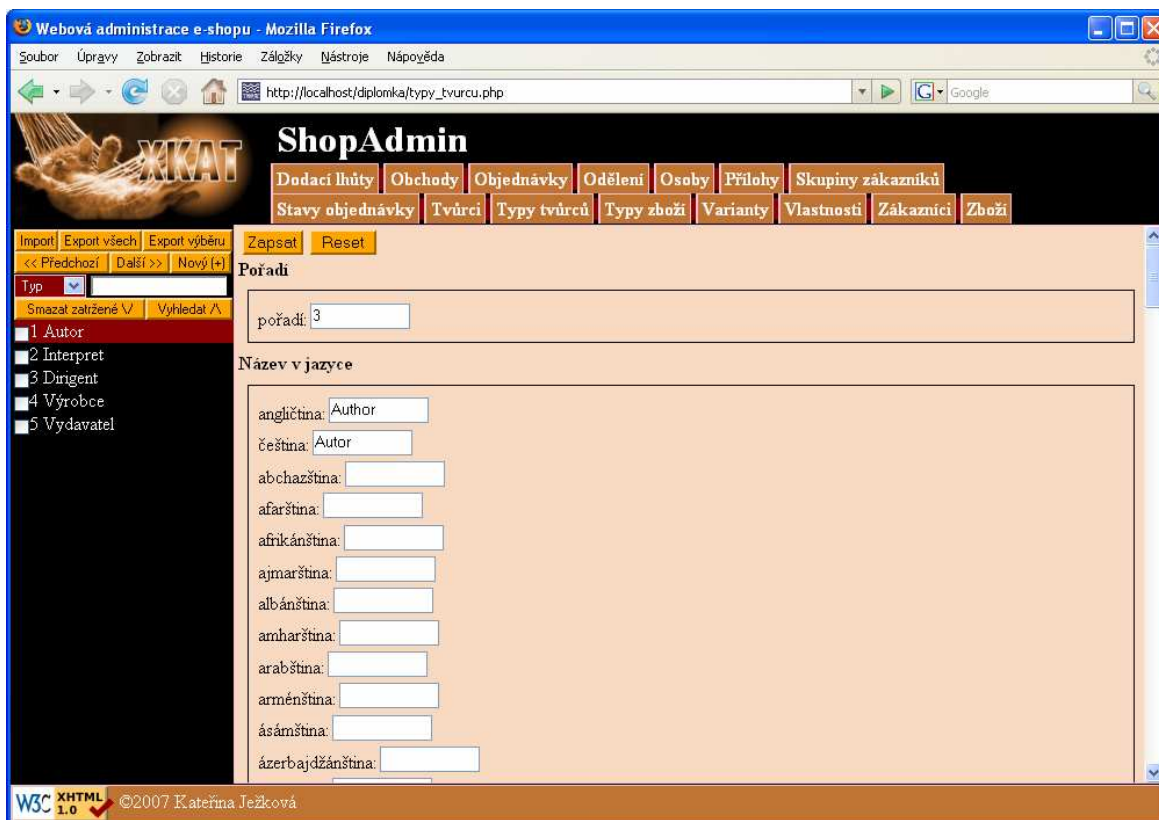 Webová administrace e-shopu - Mozilla Firefox
Soubor Úpravy Zobrazit Historie Záložky Nástroje Nápověda
http://localhost/diplomka/typy_tvurcu.php G Google
XKAT ShopAdmin
Dodací lhůty Obchody Objednávky Oddělení Osoby Přílohy Skupiny zákazníků
Stavy objednávky Tvůrci Typy tvůrců Typy zboží Varianty Vlastnosti Zákazníci Zboží
Import Export všech Export výběru
<< Předchozí Další >> Nový (+)
Typ
Smazat zatržené \/ Vyhledat /\
1 Autor
2 Interpret
3 Dirigent
4 Výrobce
5 Vydavatel
Zapsat Reset
Pořadí
pořadí: 3
Název v jazyce
angličtina: Author
čeština: Autor
abchazština:
afarština:
afrikánština:
ajmarština:
albánština:
amharština:
arabština:
arménština:
ásámština:
ázerbajdžánština:
W3C XHTML 1.0 ©2007 Kateřina Ježková